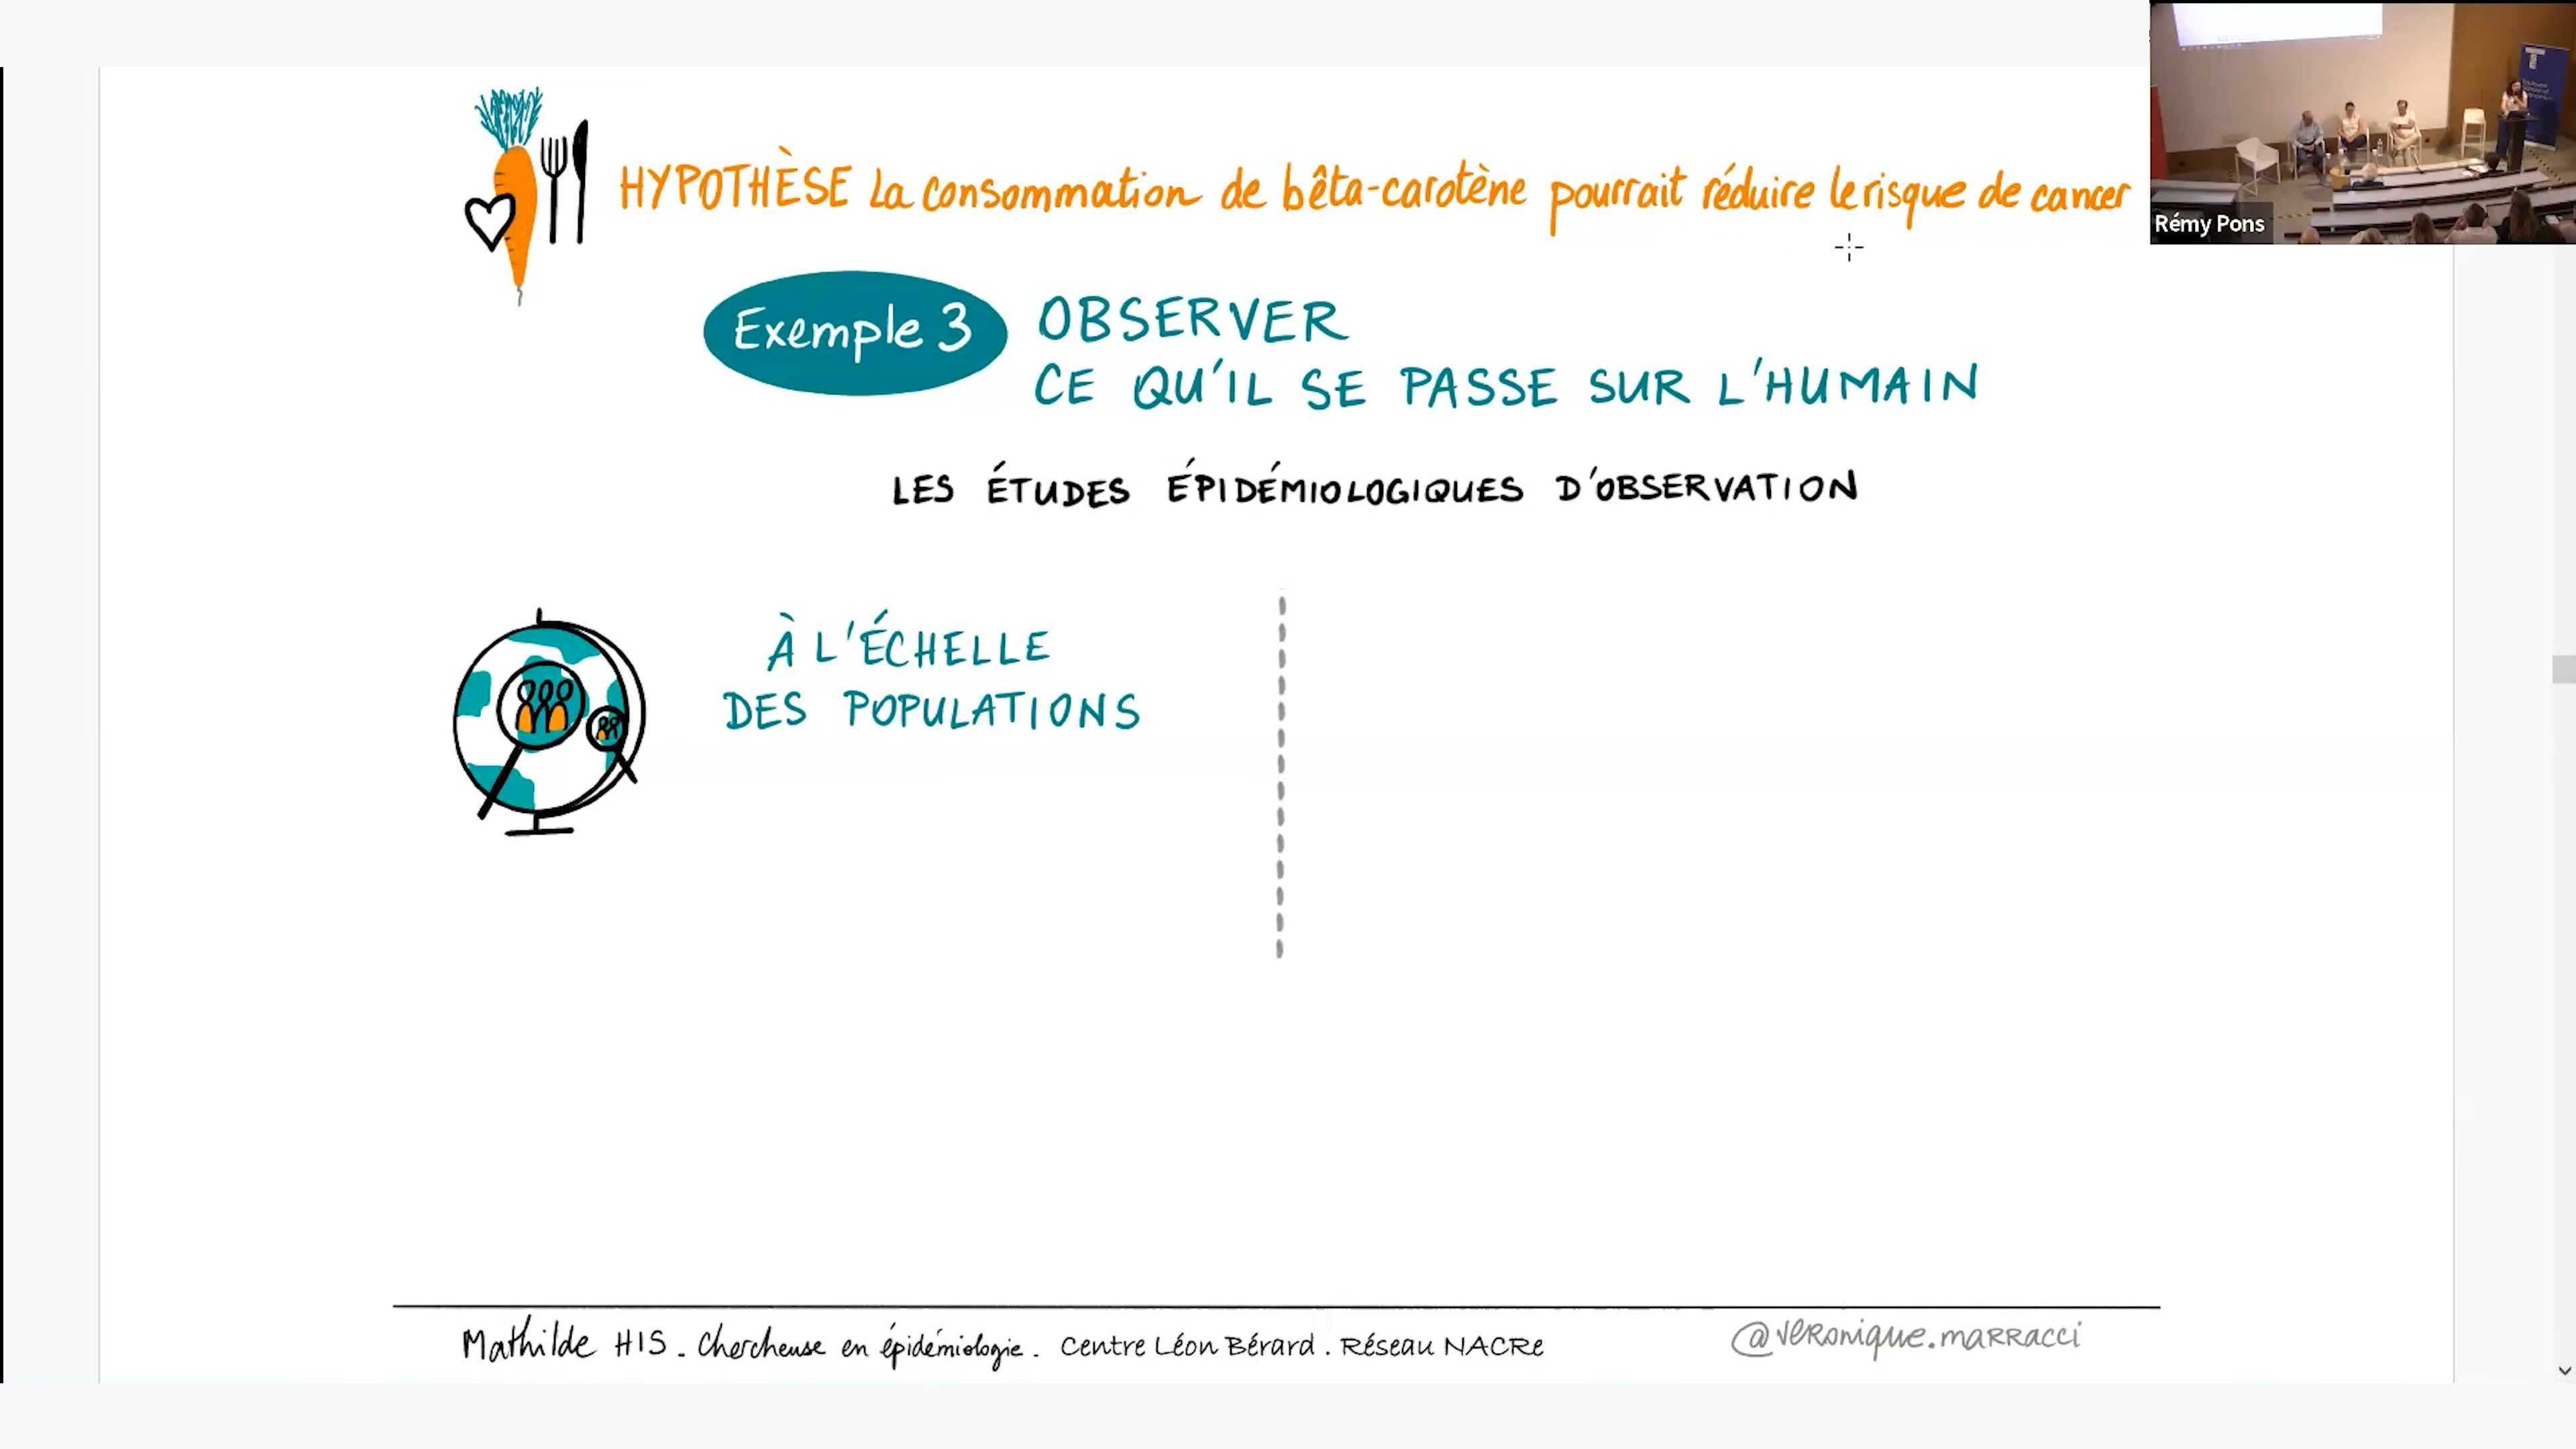 HYPOTHÈSE La consommation de bêta-carotène pourrait réduire le risque de cancer
Rémy Pons
Exemple 3
OBSERVER
CE QU'IL SE PASSE SUR L'HUMAIN
LES ÉTUDES ÉPIDÉMIOLOGIQUES D'OBSERVATION
À L'ÉCHELLE
DES POPULATIONS
Mathilde HIS. Chercheuse en épidémiologie. Centre Léon Bérard. Réseau NACRe
@veronique.marracci